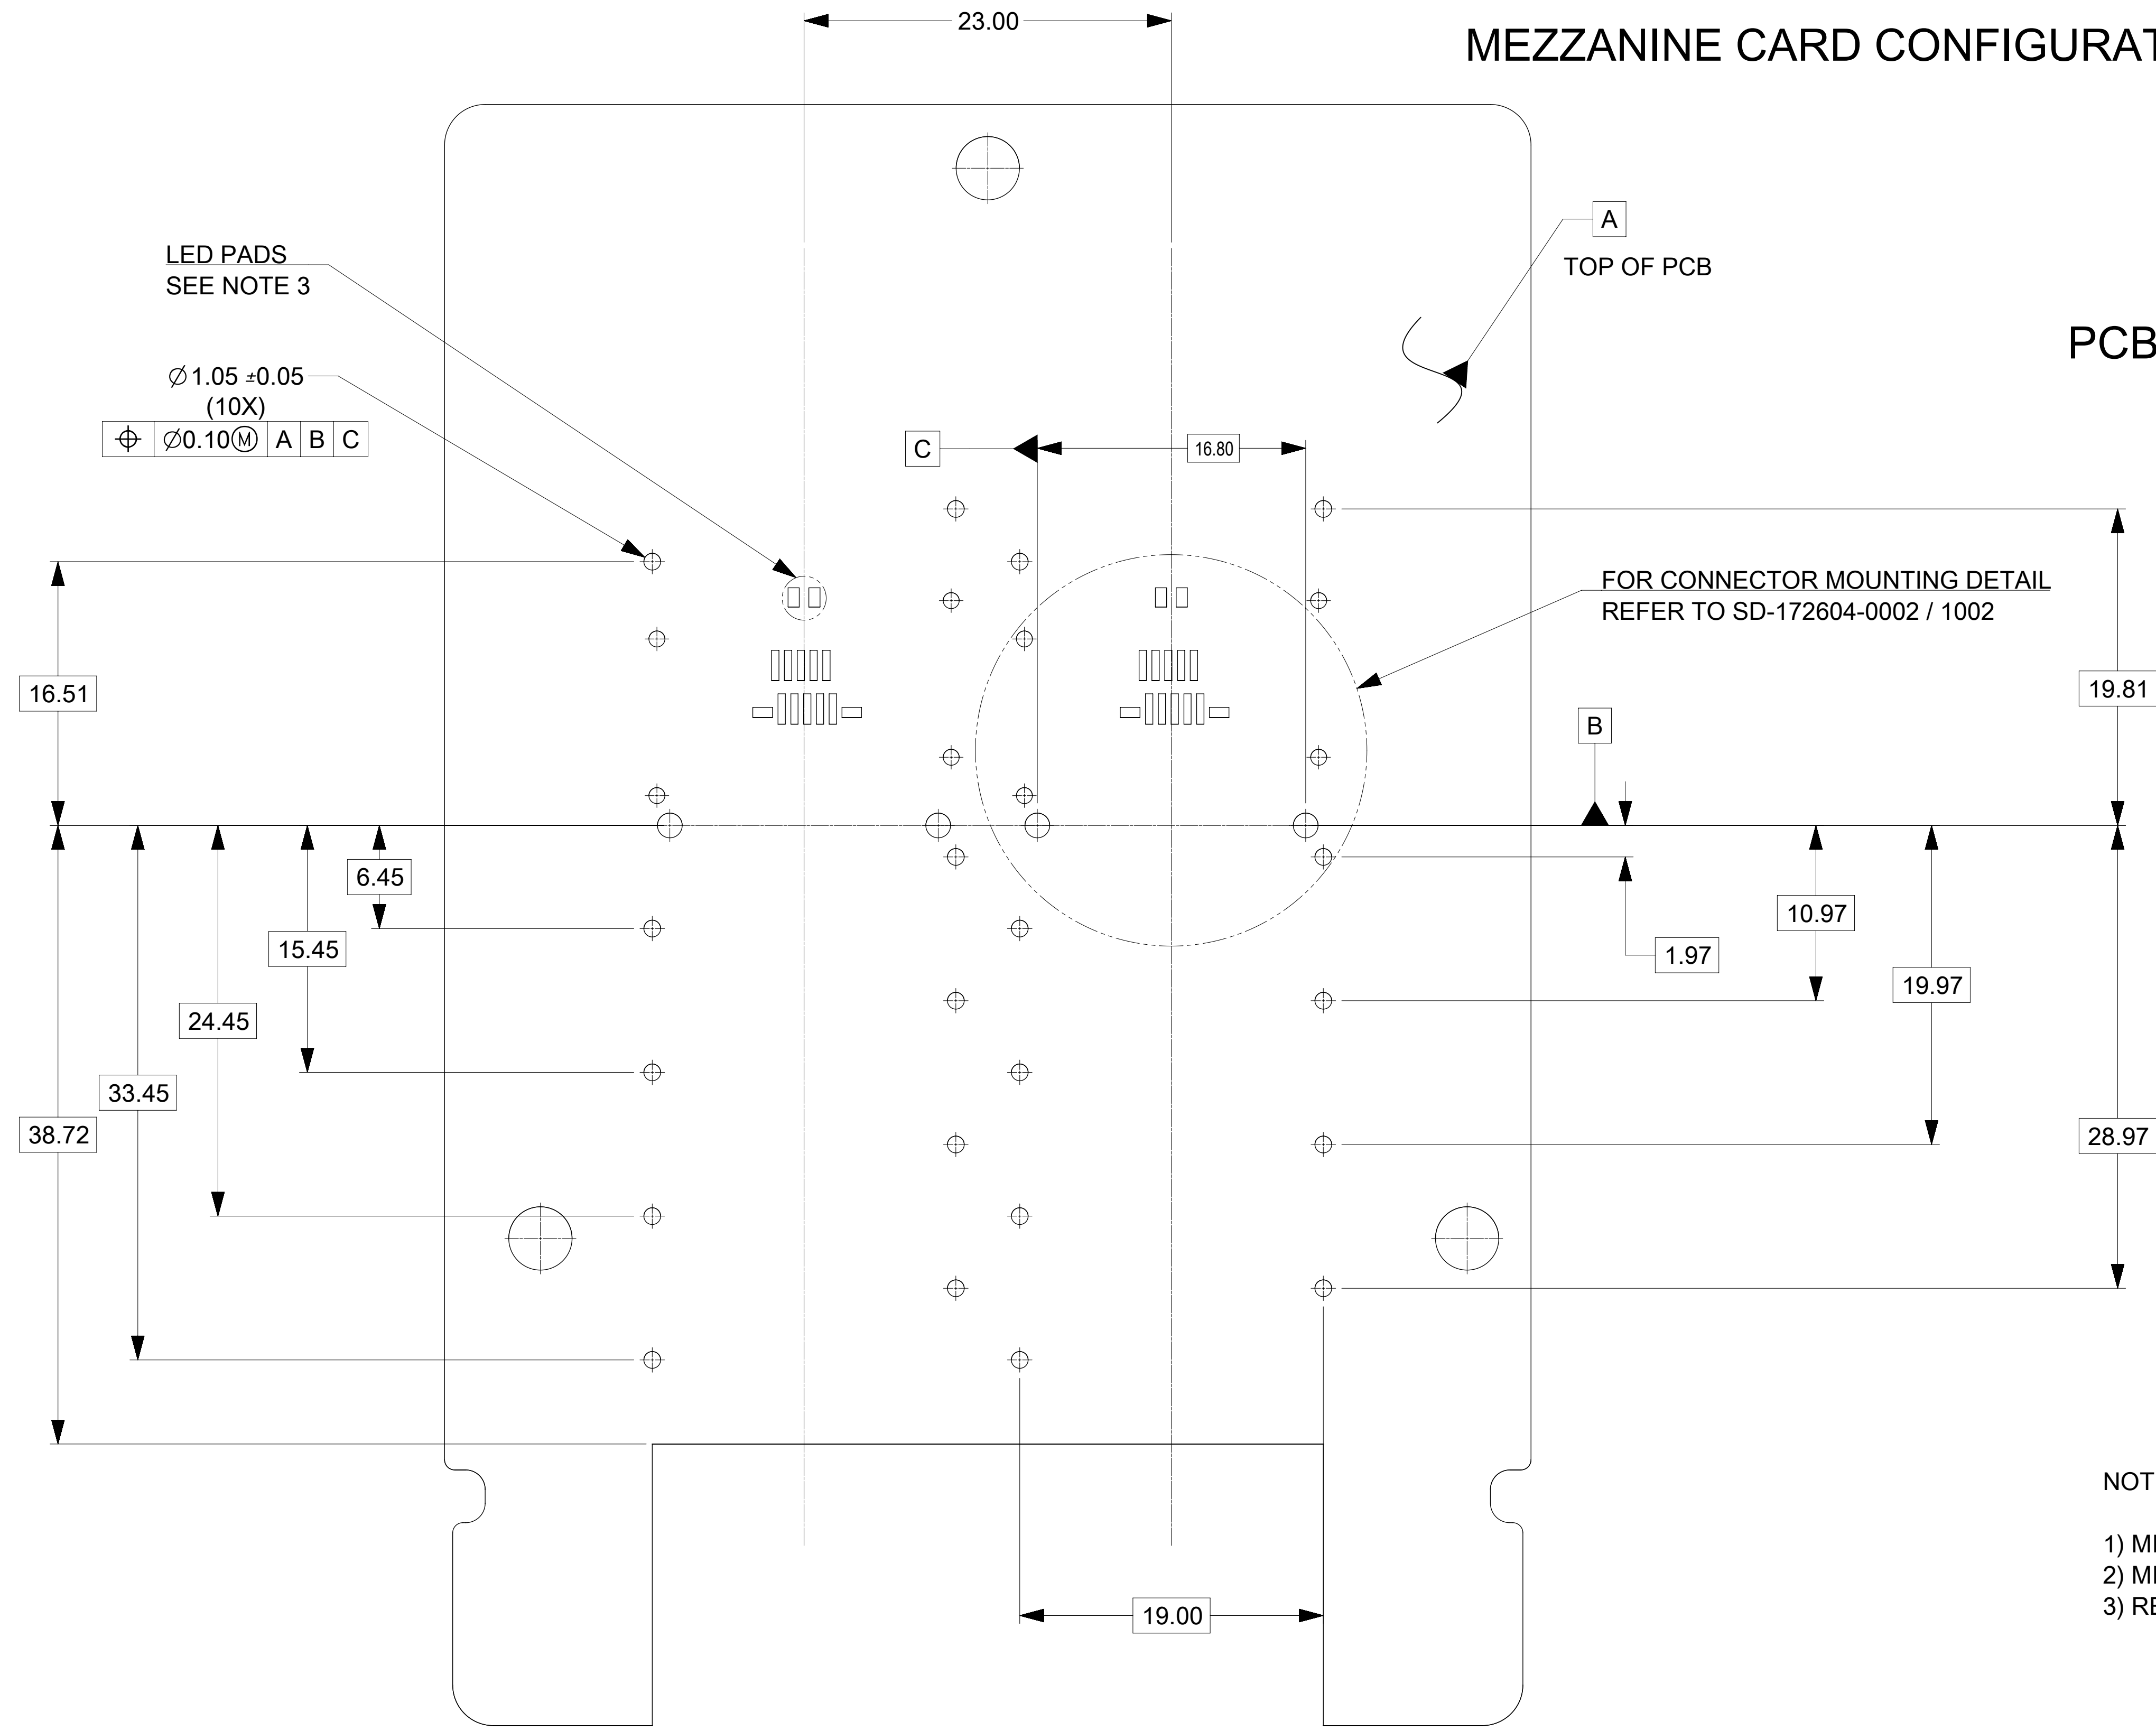 23.00
MEZZANINE CARD CONFIGURAT
A
TOP OF PCB
LED PADS
SEE NOTE 3
PCB
⌀1.05 ±0.05
(10X)
⌖ ⌀0.10Ⓜ A B C
C
16.80
FOR CONNECTOR MOUNTING DETAIL
REFER TO SD-172604-0002 / 1002
16.51
19.81
B
6.45
10.97
15.45
1.97
19.97
24.45
33.45
38.72
28.97
NOT
1) M
2) M
3) RE
19.00